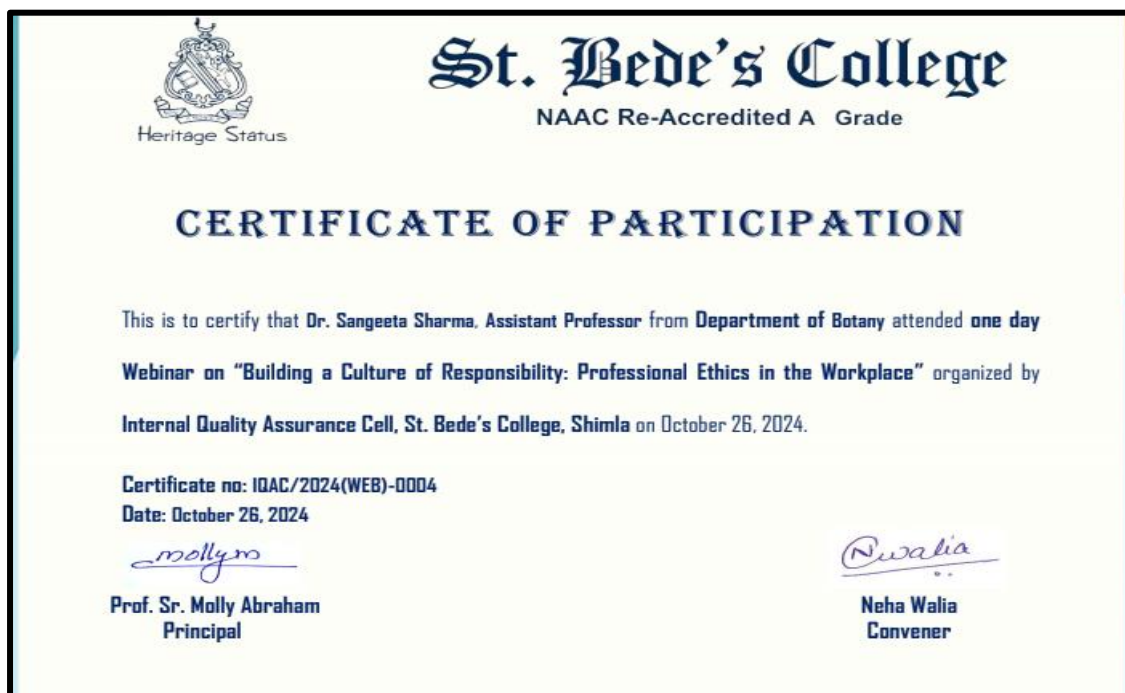 St. Bede's College
NAAC Re-Accredited A Grade
Heritage Status
CERTIFICATE OF PARTICIPATION
This is to certify that Dr. Sangeeta Sharma, Assistant Professor from Department of Botany attended one day
Webinar on “Building a Culture of Responsibility: Professional Ethics in the Workplace” organized by
Internal Quality Assurance Cell, St. Bede’s College, Shimla on October 26, 2024.
Certificate no: IQAC/2024(WEB)-0004
Date: October 26, 2024
mollym
Nwalia
Prof. Sr. Molly Abraham
Principal
Neha Walia
Convener